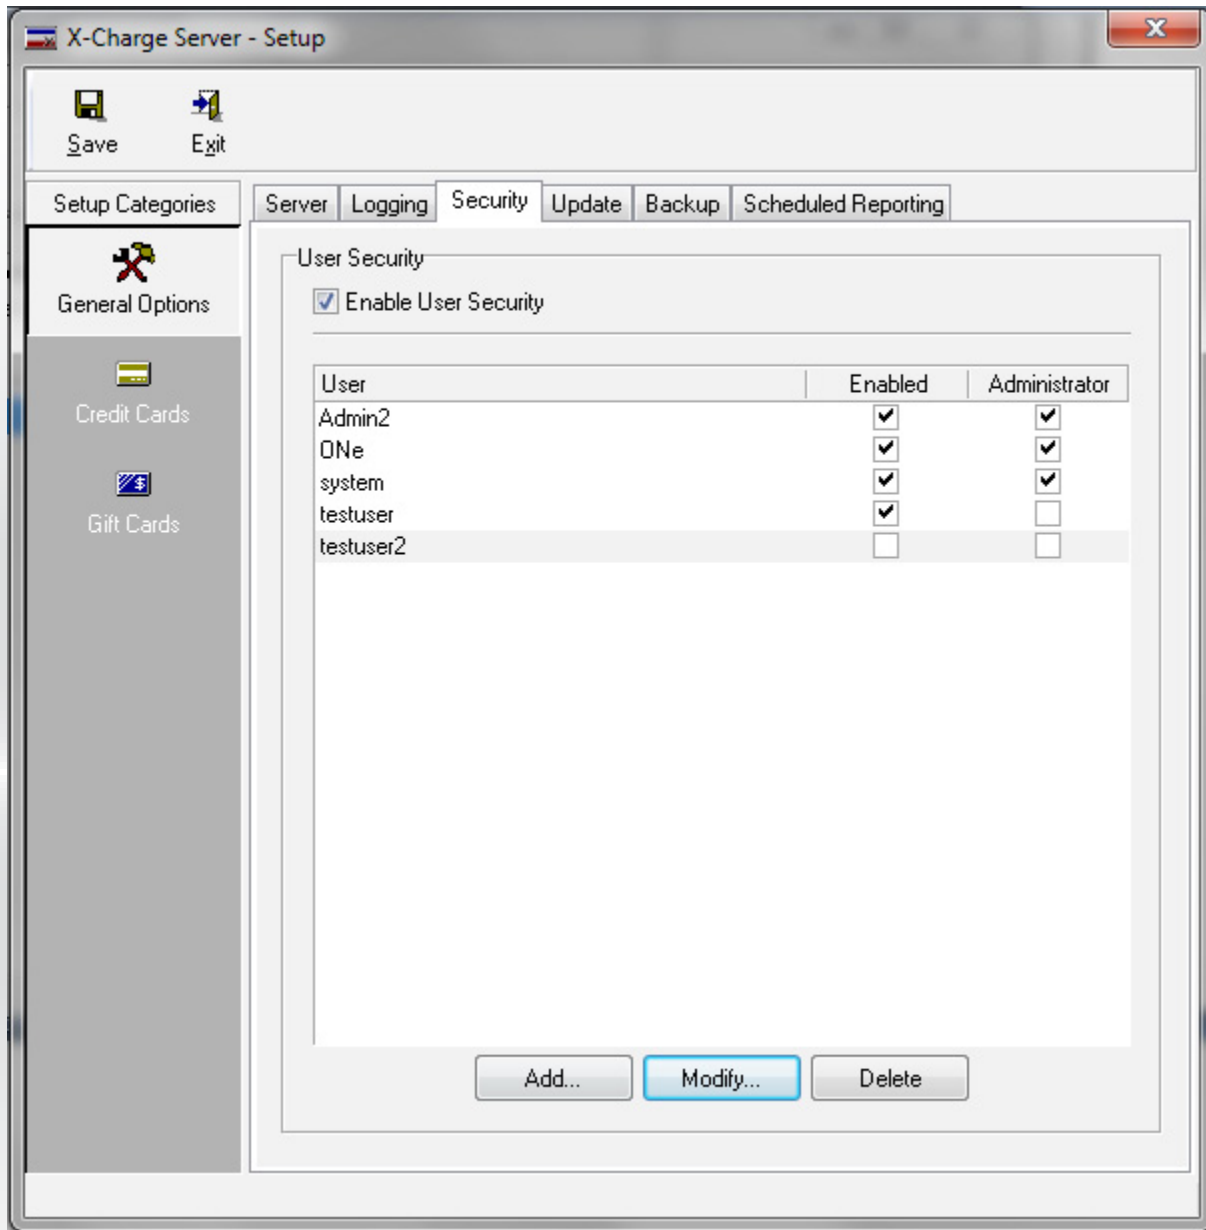 X-Charge Server - Setup
Save Exit
Setup Categories
Server Logging Security Update Backup Scheduled Reporting
General Options
Credit Cards
Gift Cards
User Security
Enable User Security
User Enabled Administrator
Admin2
ONe
system
testuser
testuser2
Add... Modify... Delete